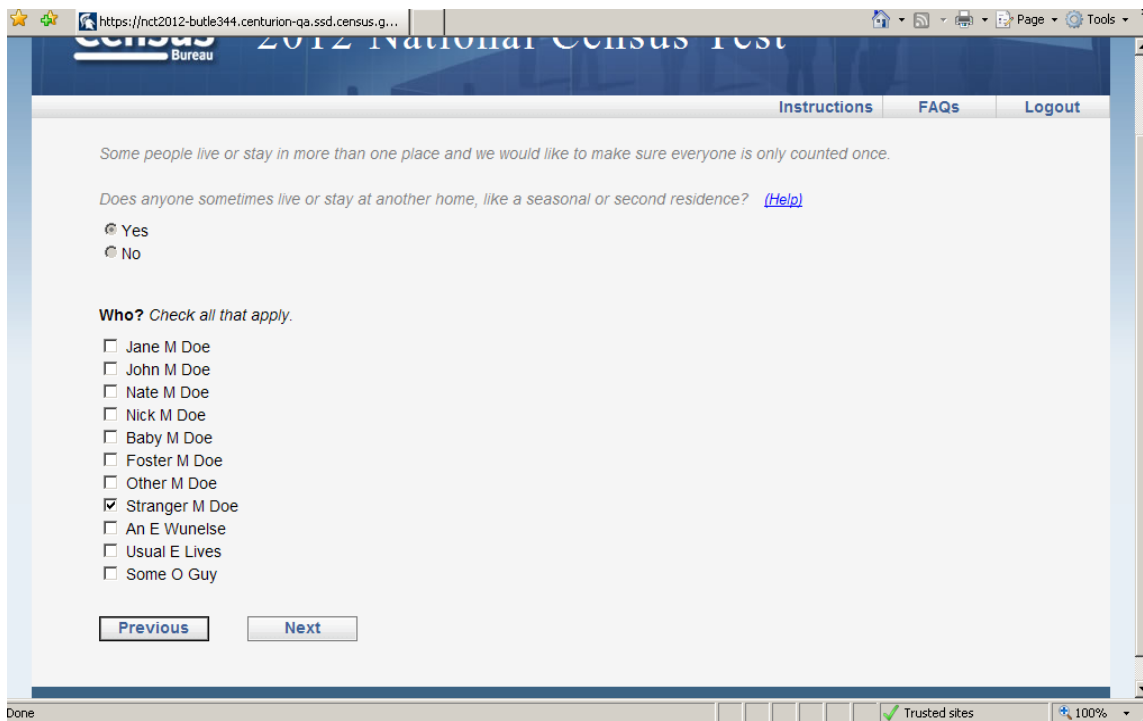 https://nct2012-butle344.centurion-qa.ssd.census.g...
Page
Tools
Census
Bureau
2012 National Census Test
Instructions FAQs Logout
Some people live or stay in more than one place and we would like to make sure everyone is only counted once.
Does anyone sometimes live or stay at another home, like a seasonal or second residence? (Help)
Yes
No
Who? Check all that apply.
Jane M Doe
John M Doe
Nate M Doe
Nick M Doe
Baby M Doe
Foster M Doe
Other M Doe
Stranger M Doe
An E Wunelse
Usual E Lives
Some O Guy
Previous Next
Done Trusted sites 100%